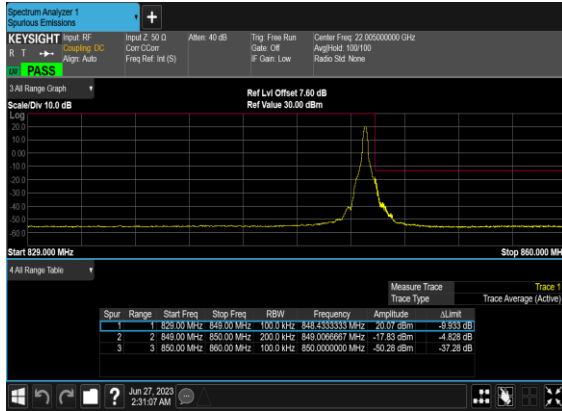 Spectrum Analyzer 1
Spurious Emissions
KEYSIGHT Input: RF Input Z: 50 Ω Atten: 40 dB Trig: Free Run Center Freq: 22.005000000 GHz
R T Coupling: DC Corr CCorr Gate: Off Avg|Hold: 100/100
Align: Auto Freq Ref: Int (S) IF Gain: Low Radio Std: None
LXI PASS
3 All Range Graph
Ref Lvl Offset 7.60 dB
Scale/Div 10.0 dB Ref Value 30.00 dBm
Log
20.0
10.0
0.00
-10.0
-20.0
-30.0
-40.0
-50.0
-60.0
Start 829.000 MHz Stop 860.000 MHz
4 All Range Table
Measure Trace Trace 1
Trace Type Trace Average (Active)
Spur Range Start Freq Stop Freq RBW Frequency Amplitude ΔLimit
1 1 829.00 MHz 849.00 MHz 100.0 kHz 848.4333333 MHz 20.07 dBm -9.933 dB
2 2 849.00 MHz 850.00 MHz 200.0 kHz 849.0066667 MHz -17.83 dBm -4.828 dB
3 3 850.00 MHz 860.00 MHz 100.0 kHz 850.0000000 MHz -50.28 dBm -37.28 dB
Jun 27, 2023
2:31:07 AM